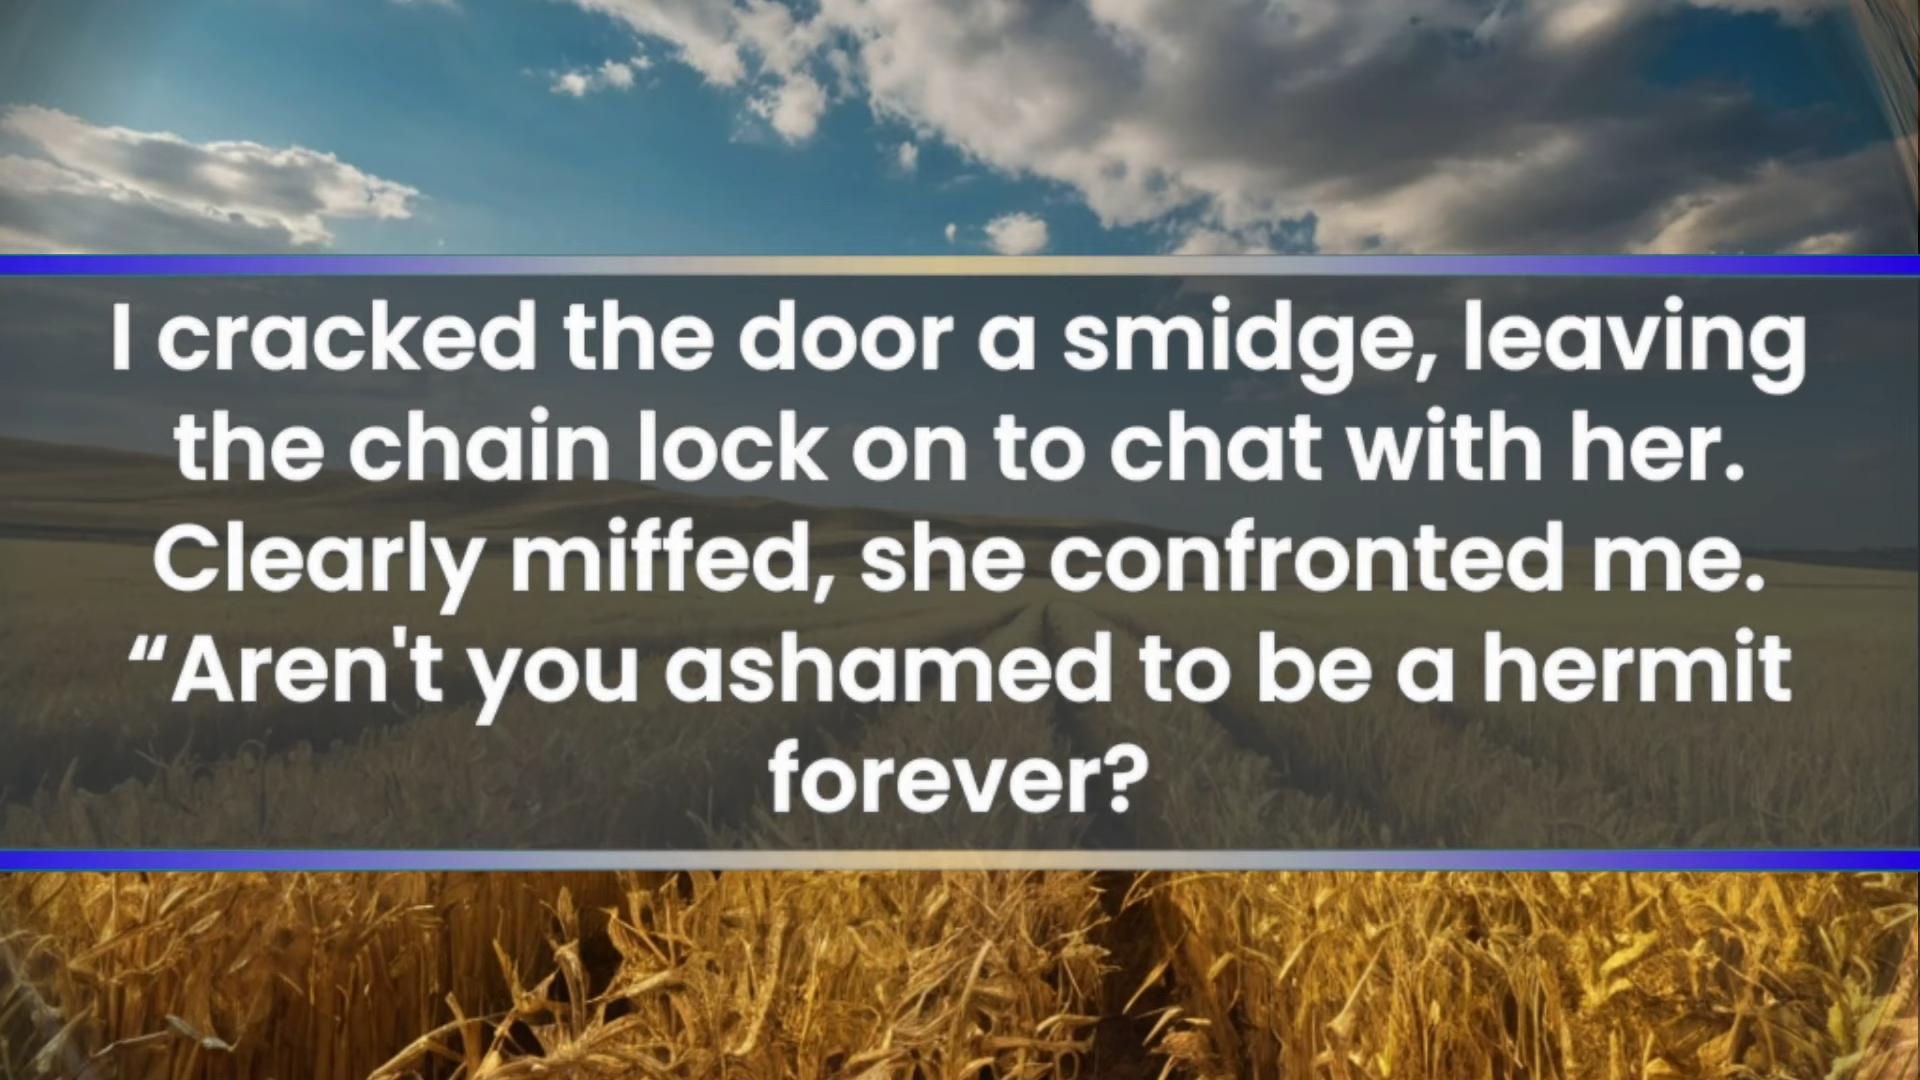 I cracked the door a smidge, leaving
the chain lock on to chat with her.
Clearly miffed, she confronted me.
“Aren't you ashamed to be a hermit
forever?